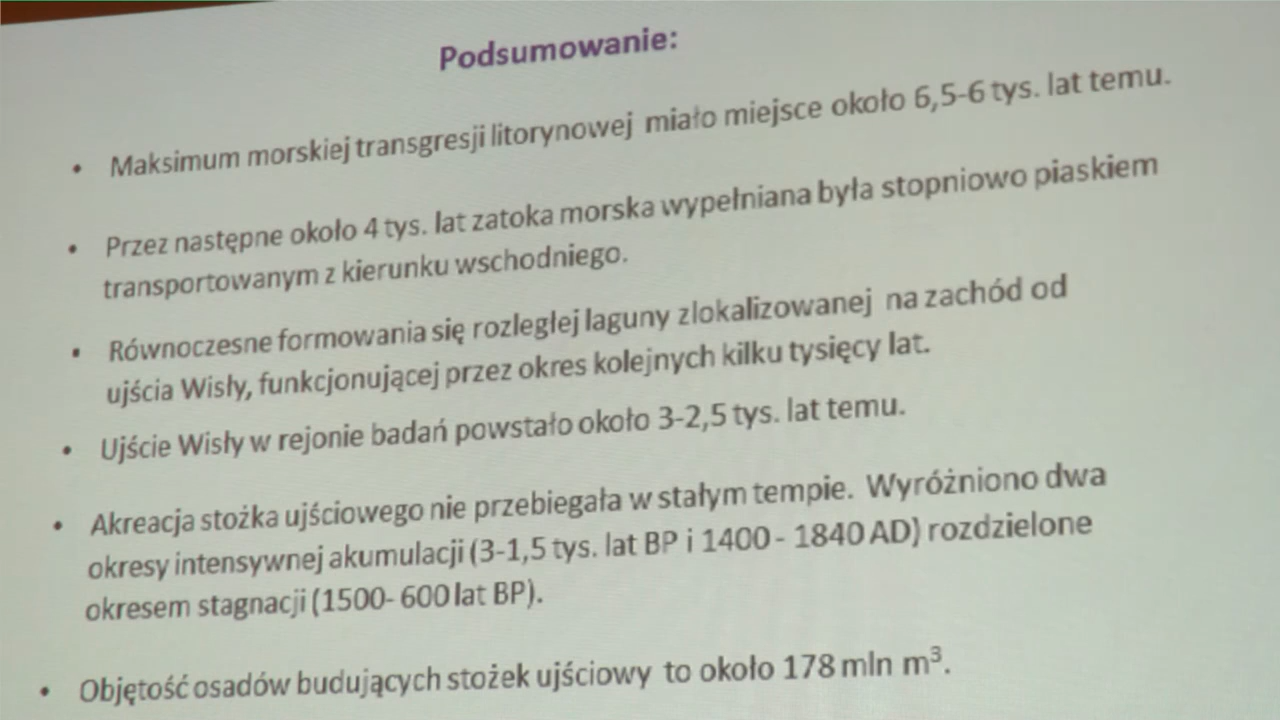 Podsumowanie:
• Maksimum morskiej transgresji litorynowej miało miejsce około 6,5-6 tys. lat temu.
• Przez następne około 4 tys. lat zatoka morska wypełniana była stopniowo piaskiem
transportowanym z kierunku wschodniego.
• Równoczesne formowania się rozległej laguny zlokalizowanej na zachód od
ujścia Wisły, funkcjonującej przez okres kolejnych kilku tysięcy lat.
• Ujście Wisły w rejonie badań powstało około 3-2,5 tys. lat temu.
• Akreacja stożka ujściowego nie przebiegała w stałym tempie. Wyróżniono dwa
okresy intensywnej akumulacji (3-1,5 tys. lat BP i 1400 - 1840 AD) rozdzielone
okresem stagnacji (1500- 600 lat BP).
• Objętość osadów budujących stożek ujściowy to około 178 mln m³.